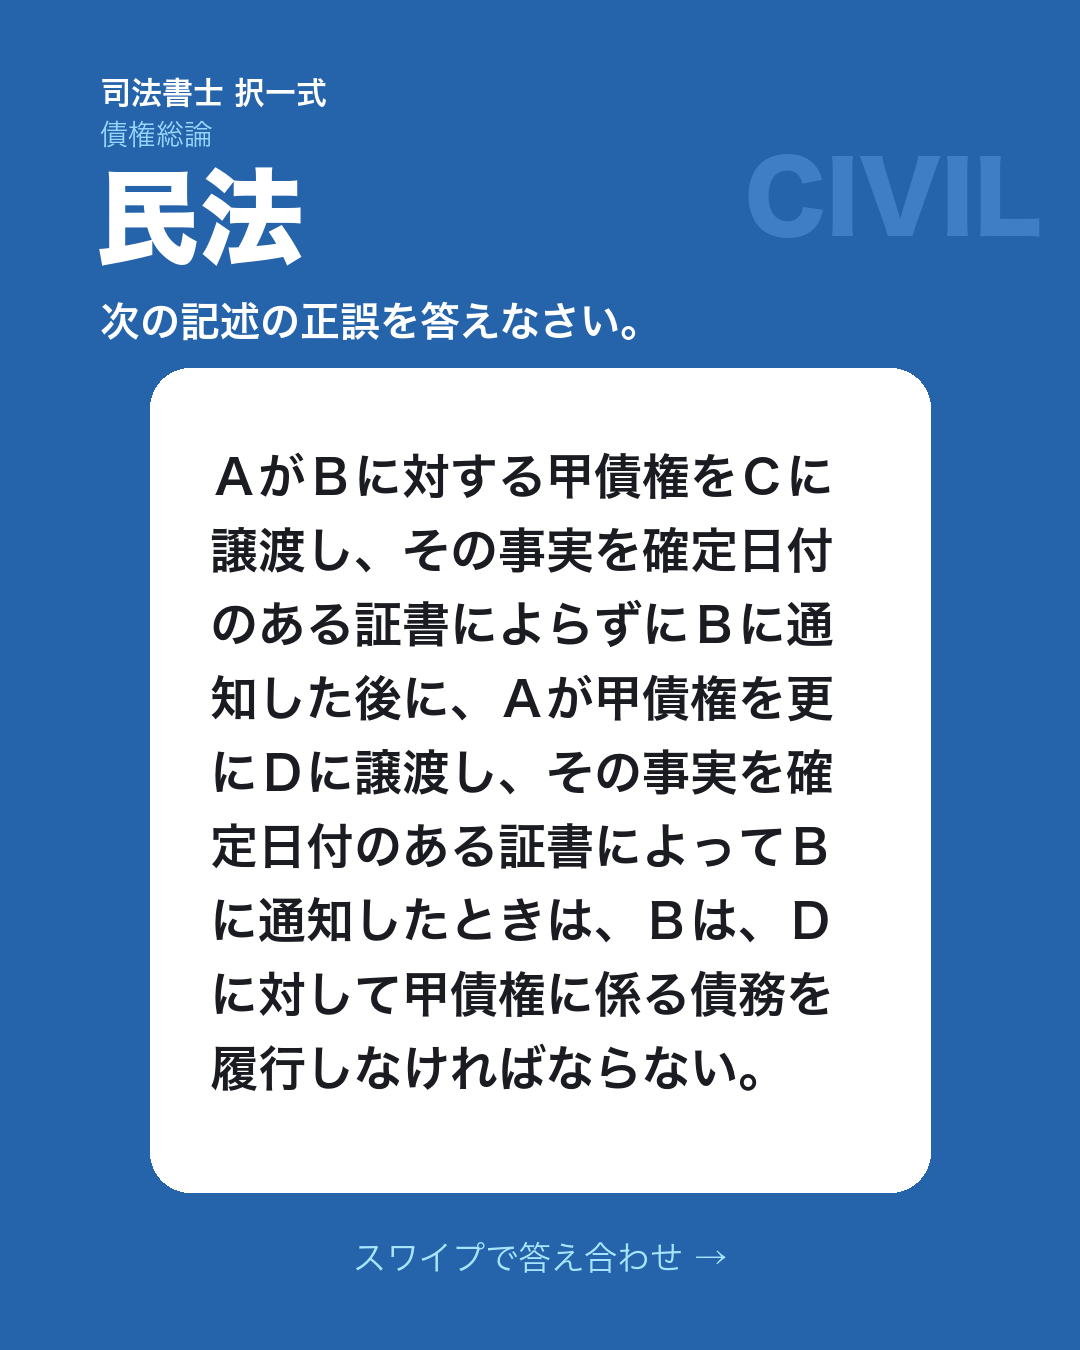 司法書士 択一式
債権総論
民法
CIVIL
次の記述の正誤を答えなさい。
ＡがＢに対する甲債権をＣに
譲渡し、その事実を確定日付
のある証書によらずにＢに通
知した後に、Ａが甲債権を更
にＤに譲渡し、その事実を確
定日付のある証書によってＢ
に通知したときは、Ｂは、Ｄ
に対して甲債権に係る債務を
履行しなければならない。
スワイプで答え合わせ →